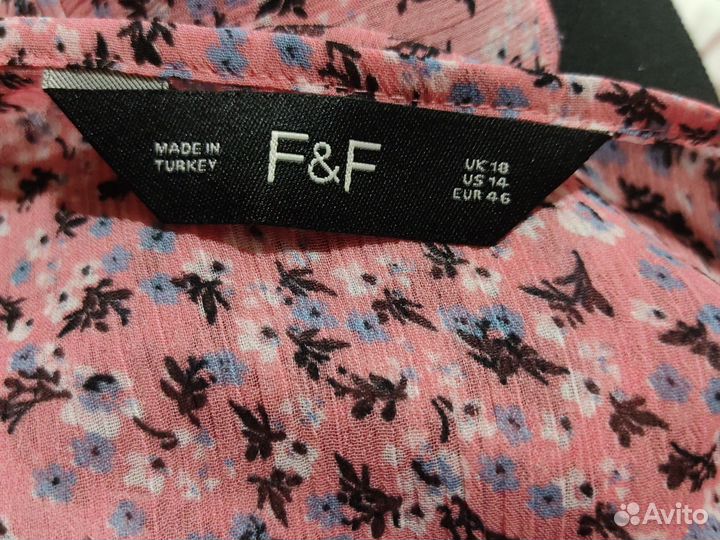 MADE IN
TURKEY
F&F
UK 18
US 14
EUR 46
Avito